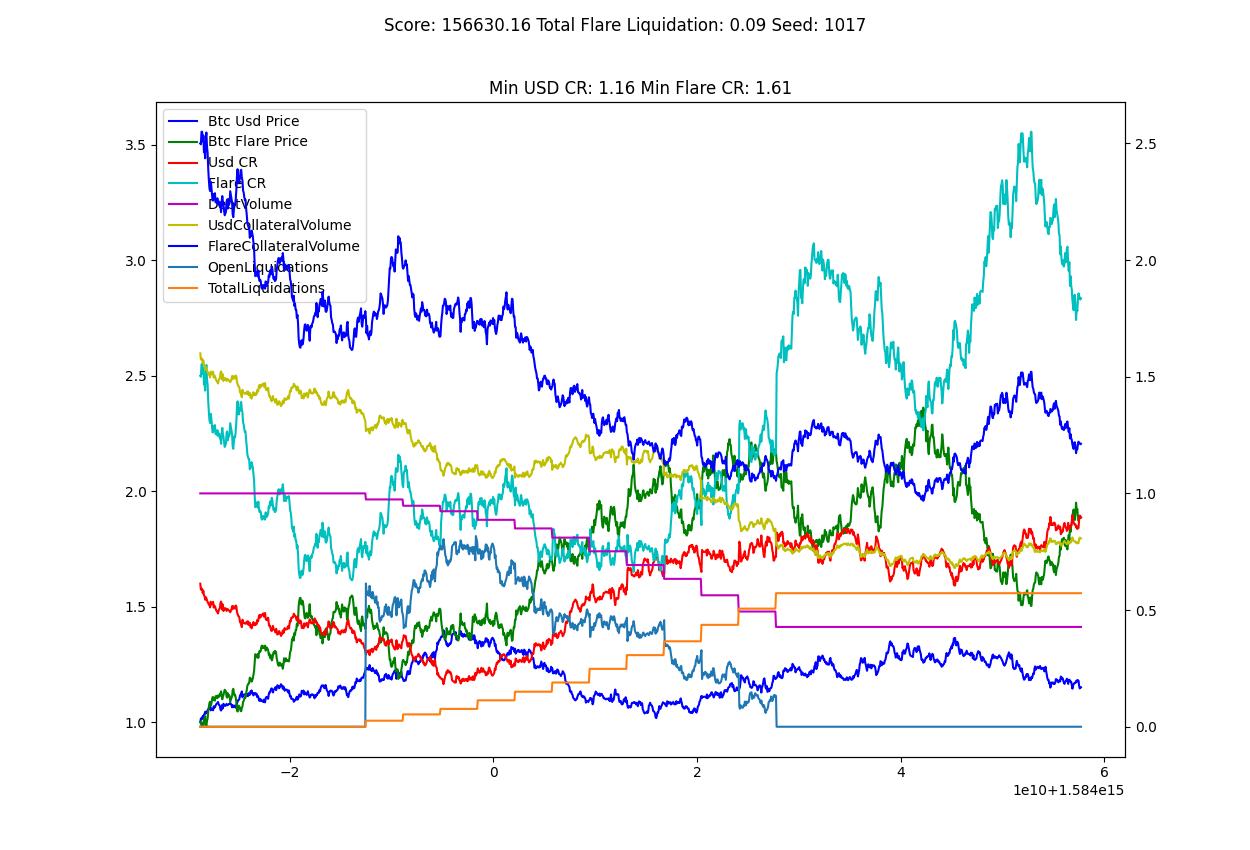 Score: 156630.16 Total Flare Liquidation: 0.09 Seed: 1017
Min USD CR: 1.16 Min Flare CR: 1.61
Btc Usd Price
Btc Flare Price
Usd CR
Flare CR
DebtVolume
UsdCollateralVolume
FlareCollateralVolume
OpenLiquidations
TotalLiquidations
3.5
3.0
2.5
2.0
1.5
1.0
2.5
2.0
1.5
1.0
0.5
0.0
−2
0
2
4
6
1e10+1.584e15